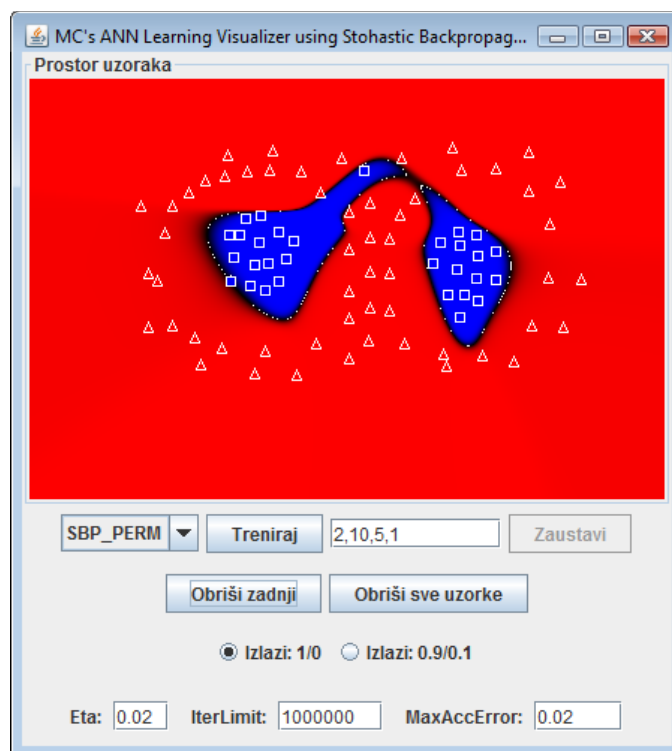 MC's ANN Learning Visualizer using Stohastic Backpropag...
Prostor uzoraka
SBP_PERM Treniraj 2,10,5,1 Zaustavi
Obriši zadnji Obriši sve uzorke
Izlazi: 1/0 Izlazi: 0.9/0.1
Eta: 0.02 IterLimit: 1000000 MaxAccError: 0.02